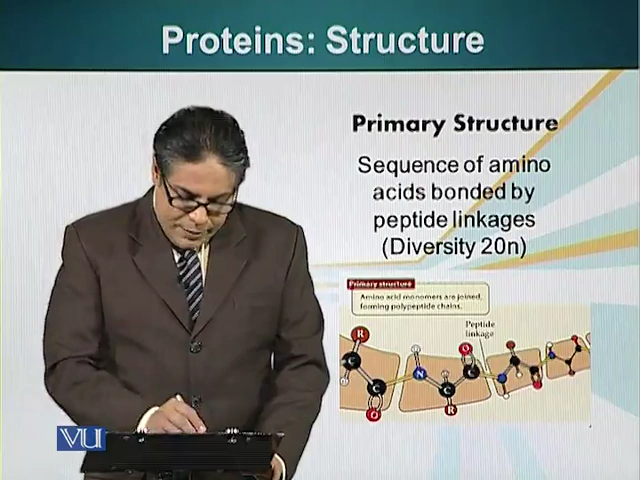 Proteins: Structure
Primary Structure
Sequence of amino
acids bonded by
peptide linkages
(Diversity 20n)
Primary structure
Amino acid monomers are joined,
forming polypeptide chains.
Peptide
linkage
R
O
H
N
C
C
C
C
O
R
VU